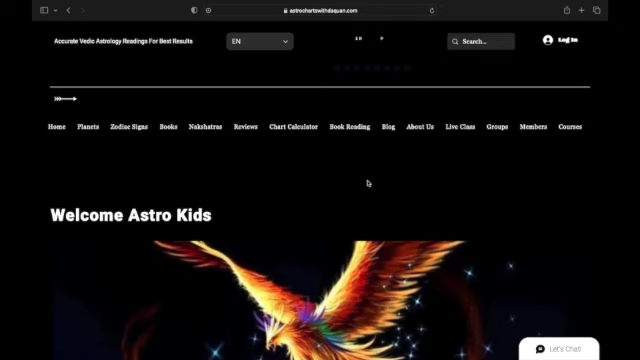 astrochartswithdaquan.com
Accurate Vedic Astrology Readings For Best Results
EN
Search...
Log In
Home Planets Zodiac Signs Books Nakshatras Reviews Chart Calculator Book Reading Blog About Us Live Class Groups Members Courses
Welcome Astro Kids
Let's Chat!